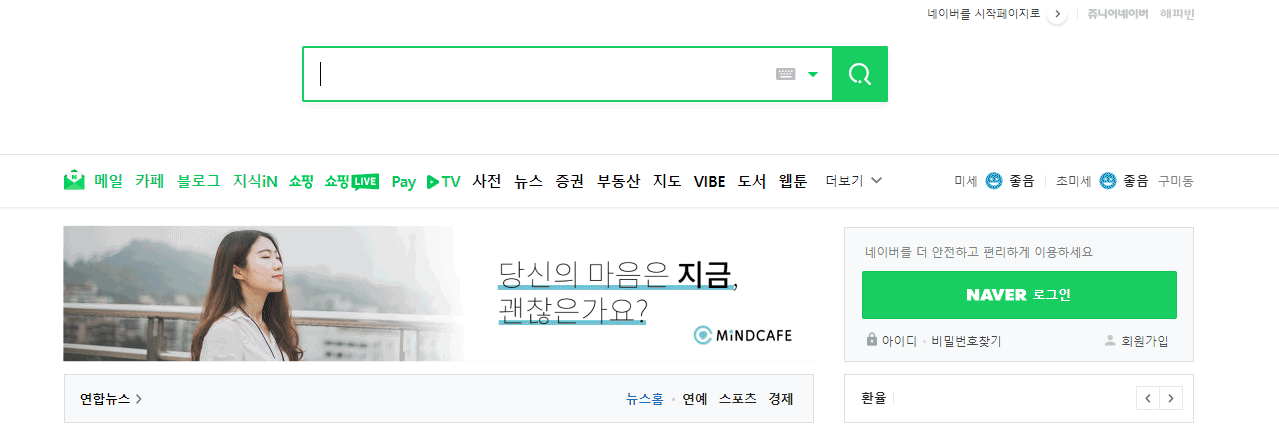 네이버를 시작페이지로 쥬니어네이버 해피빈
메일 카페 블로그 지식iN 쇼핑 쇼핑LIVE Pay TV 사전 뉴스 증권 부동산 지도 VIBE 도서 웹툰 더보기 미세 좋음 초미세 좋음 구미동
당신의 마음은 지금,
괜찮은가요?
MINDCAFE
네이버를 더 안전하고 편리하게 이용하세요
NAVER 로그인
아이디 · 비밀번호찾기 회원가입
연합뉴스 뉴스홈 · 연예 스포츠 경제
환율